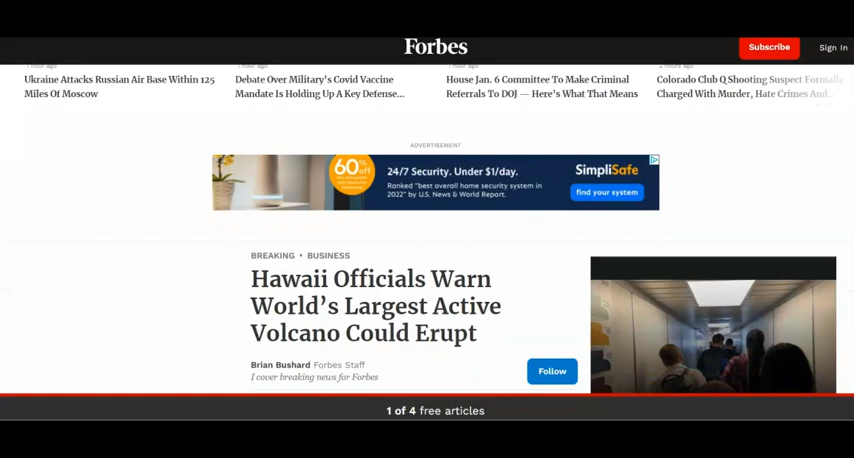 Forbes
Subscribe
Sign In
1 hour ago
1 hour ago
1 hour ago
2 hours ago
Ukraine Attacks Russian Air Base Within 125
Miles Of Moscow
Debate Over Military's Covid Vaccine
Mandate Is Holding Up A Key Defense...
House Jan. 6 Committee To Make Criminal
Referrals To DOJ — Here's What That Means
Colorado Club Q Shooting Suspect Formally
Charged With Murder, Hate Crimes And...
ADVERTISEMENT
60%
off
24/7 Security. Under $1/day.
Ranked "best overall home security system in
2022" by U.S. News & World Report.
SimpliSafe
find your system
BREAKING • BUSINESS
Hawaii Officials Warn
World's Largest Active
Volcano Could Erupt
Brian Bushard Forbes Staff
I cover breaking news for Forbes
Follow
1 of 4 free articles